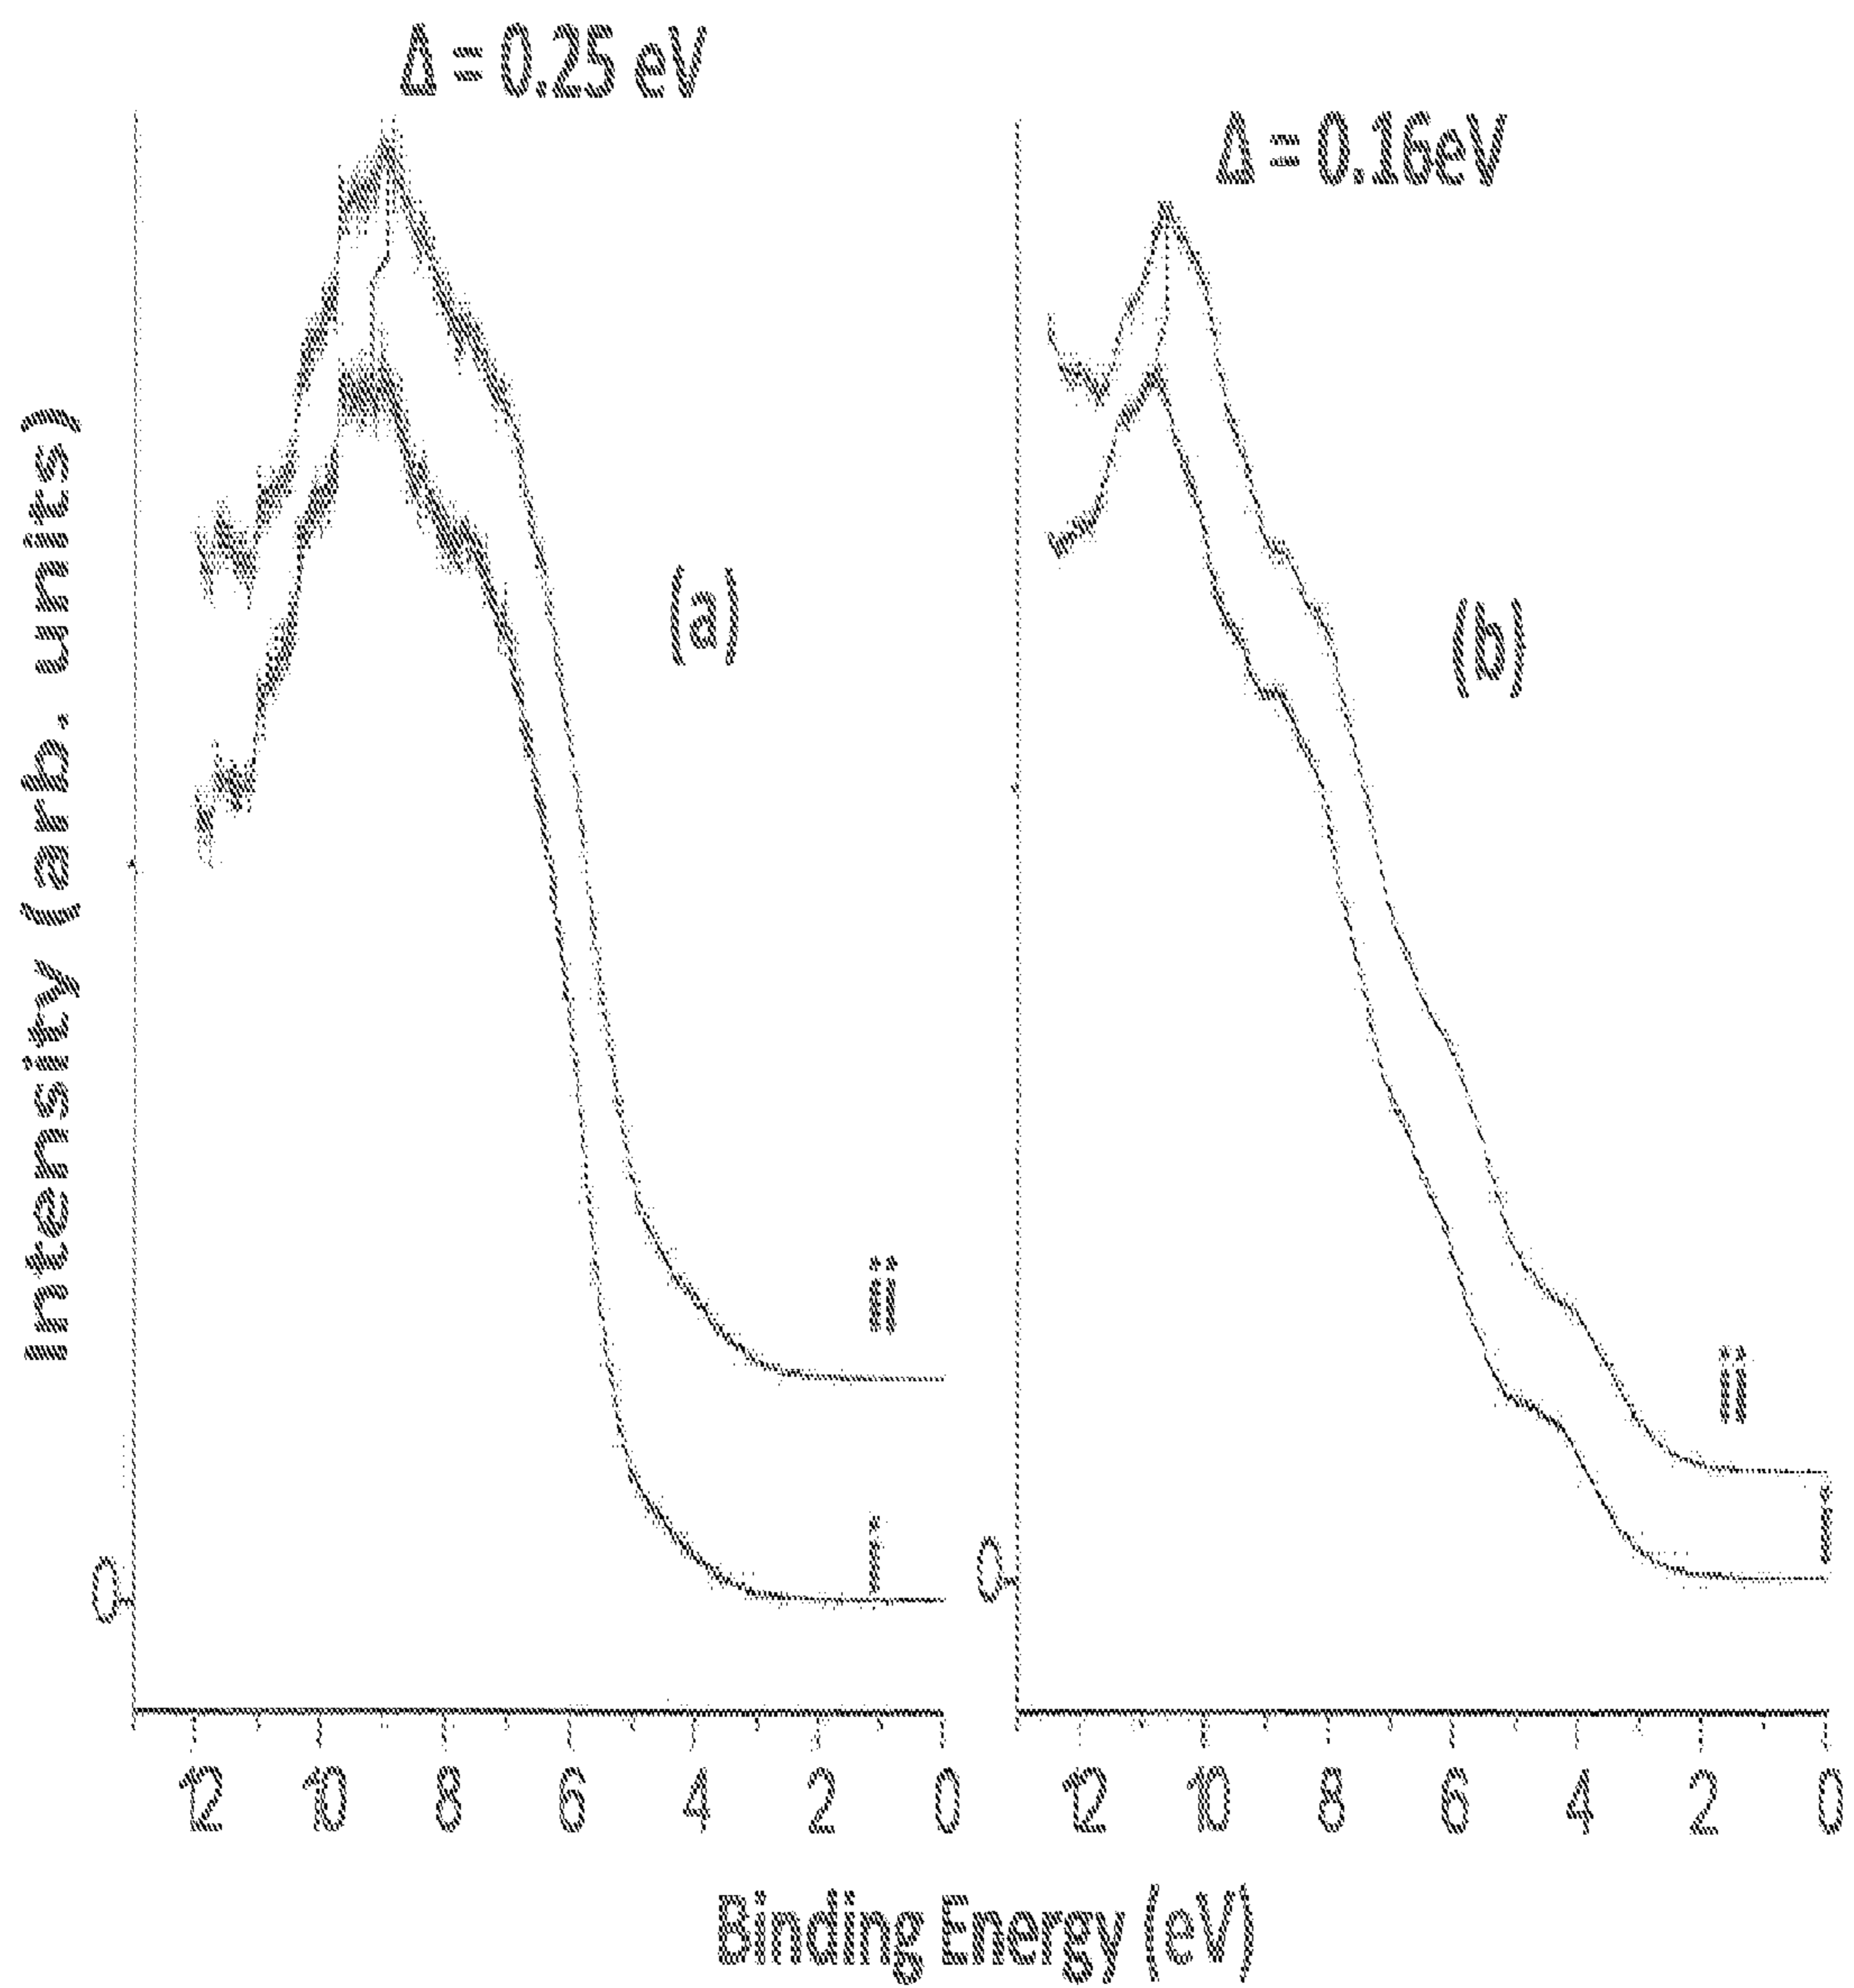 Δ = 0.25 eV
Δ = 0.16eV
Intensity (arb. units)
(a)
(b)
ii
i
ii
i
0
0
12 10 8 6 4 2 0
12 10 8 6 4 2 0
Binding Energy (eV)